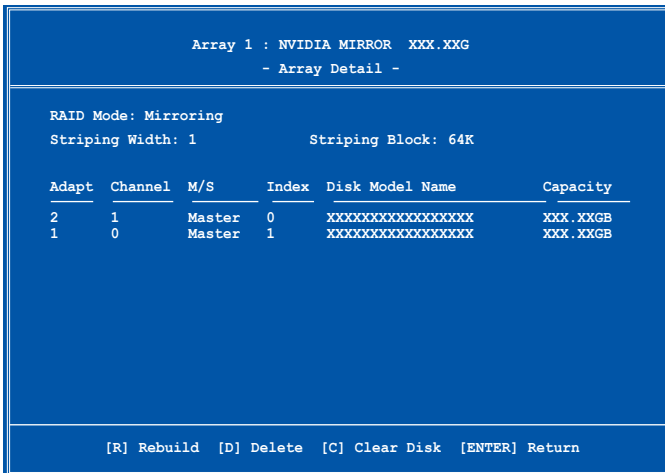 Array 1 : NVIDIA MIRROR XXX.XXG
- Array Detail -
RAID Mode: Mirroring
Striping Width: 1 Striping Block: 64K
Adapt Channel M/S Index Disk Model Name Capacity
2 1 Master 0 XXXXXXXXXXXXXXXXX XXX.XXGB
1 0 Master 1 XXXXXXXXXXXXXXXXX XXX.XXGB
[R] Rebuild [D] Delete [C] Clear Disk [ENTER] Return